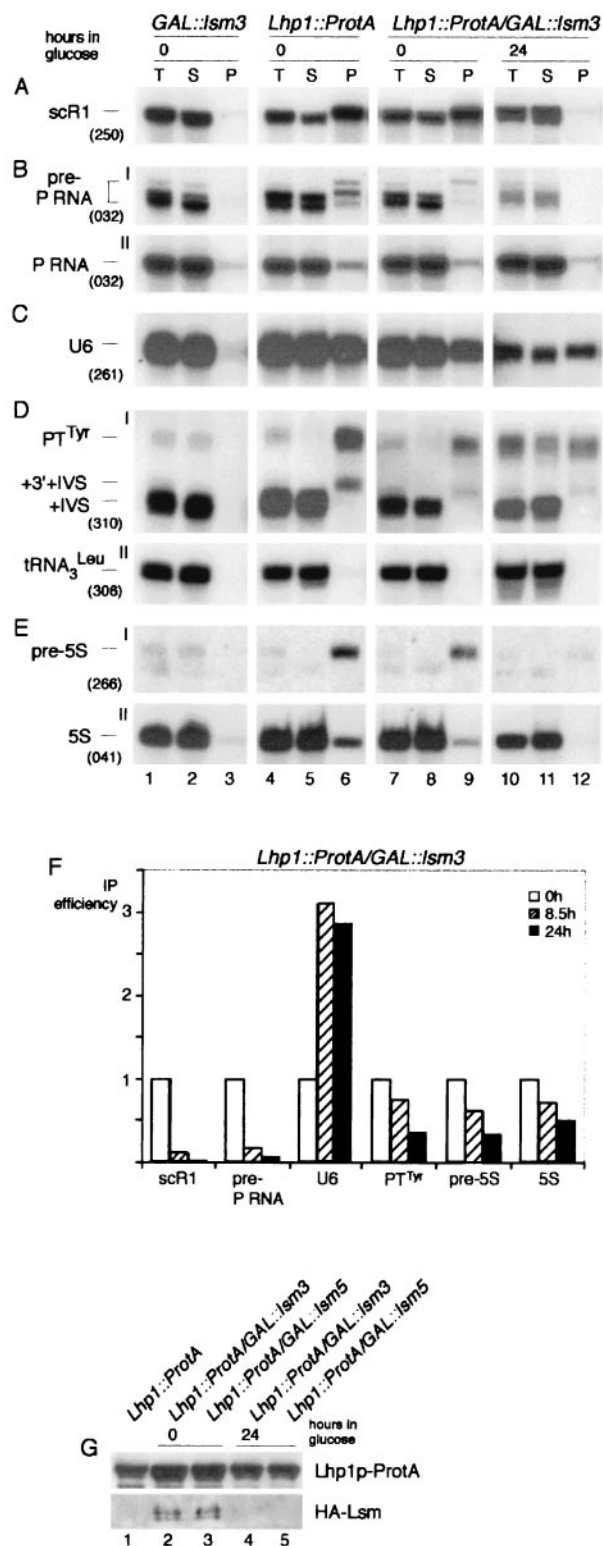 GAL::lsm3 Lhp1::ProtA Lhp1::ProtA/GAL::lsm3
hours in glucose 0 0 0 24
T S P T S P T S P T S P
A
scR1
(250)
B
I
pre-P RNA
(032)
II
P RNA
(032)
C
U6
(261)
D
I
PT^Tyr
+3'+IVS
+IVS
(310)
II
tRNA₃^Leu
(306)
E
I
pre-5S
(266)
II
5S
(041)
1 2 3 4 5 6 7 8 9 10 11 12
F
Lhp1::ProtA/GAL::lsm3
IP efficiency
3
2
1
0h
8.5h
24h
scR1 pre-P RNA U6 PT^Tyr pre-5S 5S
Lhp1::ProtA
Lhp1::ProtA/GAL::lsm3
Lhp1::ProtA/GAL::lsm5
Lhp1::ProtA/GAL::lsm3
Lhp1::ProtA/GAL::lsm5
0 24 hours in glucose
G
Lhp1p-ProtA
HA-Lsm
1 2 3 4 5